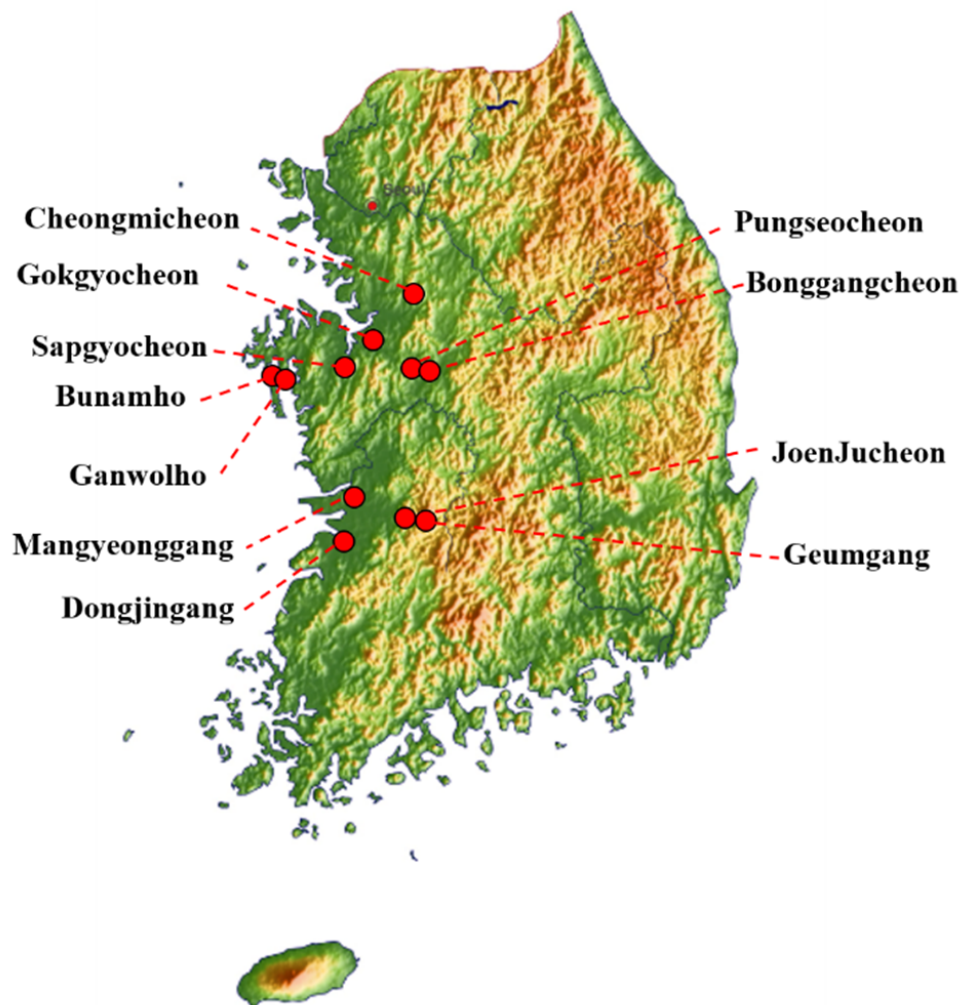 Seoul
Cheongmicheon
Pungseocheon
Gokgyocheon
Bonggangcheon
Sapgyocheon
Bunamho
JoenJucheon
Ganwolho
Mangyeonggang
Geumgang
Dongjingang